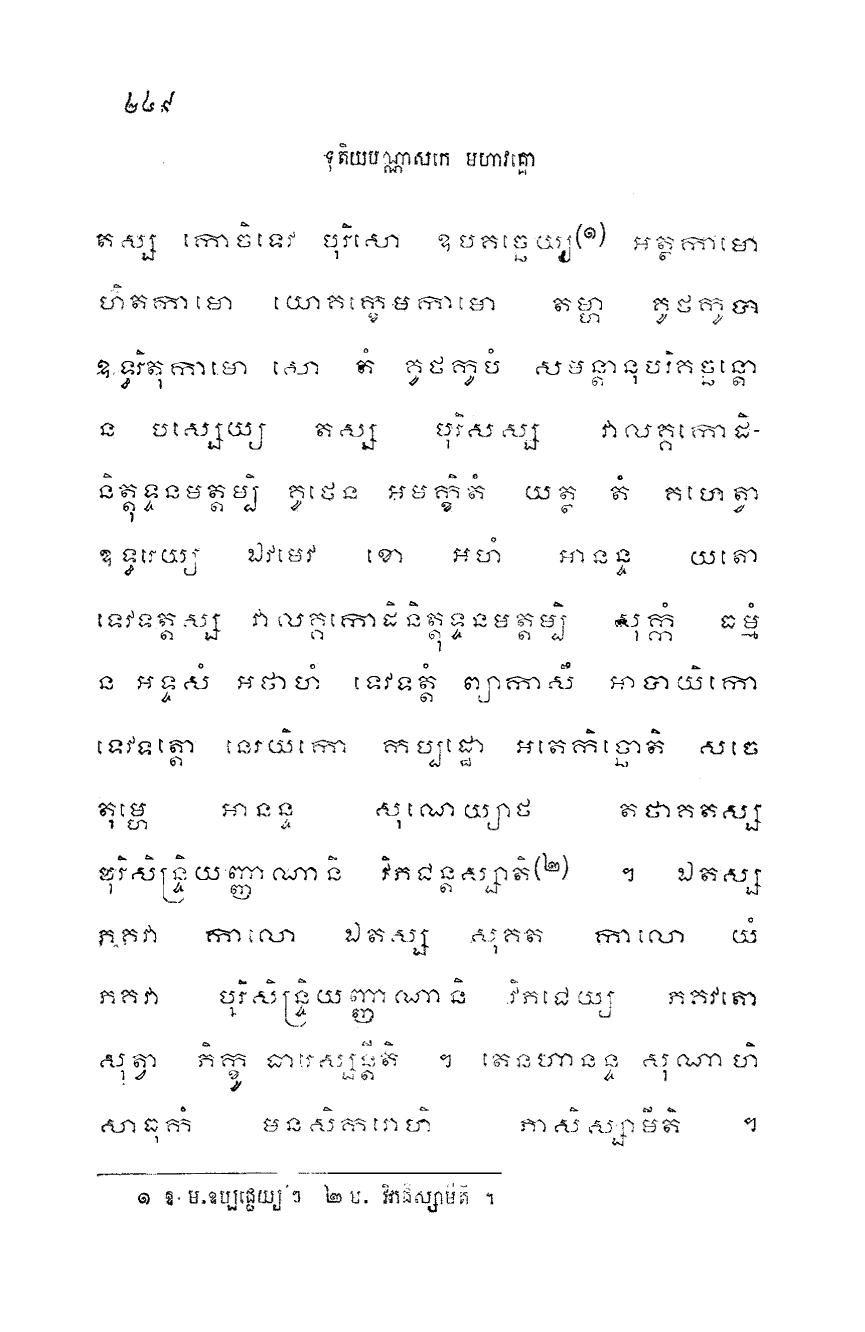 ២៤៩
ទុតិយបណ្ណាសកេ មហាវគ្គោ
តស្ស កោចិទេវ បុរិសោ ឧបគច្ឆេយ្យ(១) អត្ថកាមោ
ហិតកាមោ យោគក្ខេមកាមោ តម្ហា គូថកូបា
ឧទ្ធរិតុកាមោ សោ តំ គូថកូបំ សមន្តានុបរិគច្ឆន្តោ
ន បស្សេយ្យ តស្ស បុរិសស្ស វាលគ្គកោដិ-
និត្តុទ្ទនមត្តម្បិ គូថេន អមក្ខិតំ យត្ថ តំ គហេត្វា
ឧទ្ធរេយ្យ ឯវមេវ ខោ អហំ អានន្ទ យតោ
ទេវទត្តស្ស វាលគ្គកោដិនិត្តុទ្ទនមត្តម្បិ សុក្កំ ធម្មំ
ន អទ្ទសំ អថាហំ ទេវទត្តំ ព្យាកាសឹ អាបាយិកោ
ទេវទត្តោ នេរយិកោ កប្បដ្ឋោ អតេកិច្ឆោតិ សចេ
តុម្ហេ អានន្ទ សុណេយ្យាថ តថាគតស្ស
បុរិសិន្ទ្រិយញ្ញាណានិ វិភជន្តស្សាតិ(២) ។ ឯតស្ស
ភគវា កាលោ ឯតស្ស សុគត កាលោ យំ
ភគវា បុរិសិន្ទ្រិយញ្ញាណានិ វិភជេយ្យ ភគវតោ
សុត្វា ភិក្ខូ ធារេស្សន្តីតិ ។ តេនហានន្ទ សុណាហិ
សាធុកំ មនសិករោហិ ភាសិស្សាមីតិ ។
១ ឱ. ម. ឧប្បជ្ជេយ្យ ។ ២ ប. វិភជិស្សាមីតិ ។